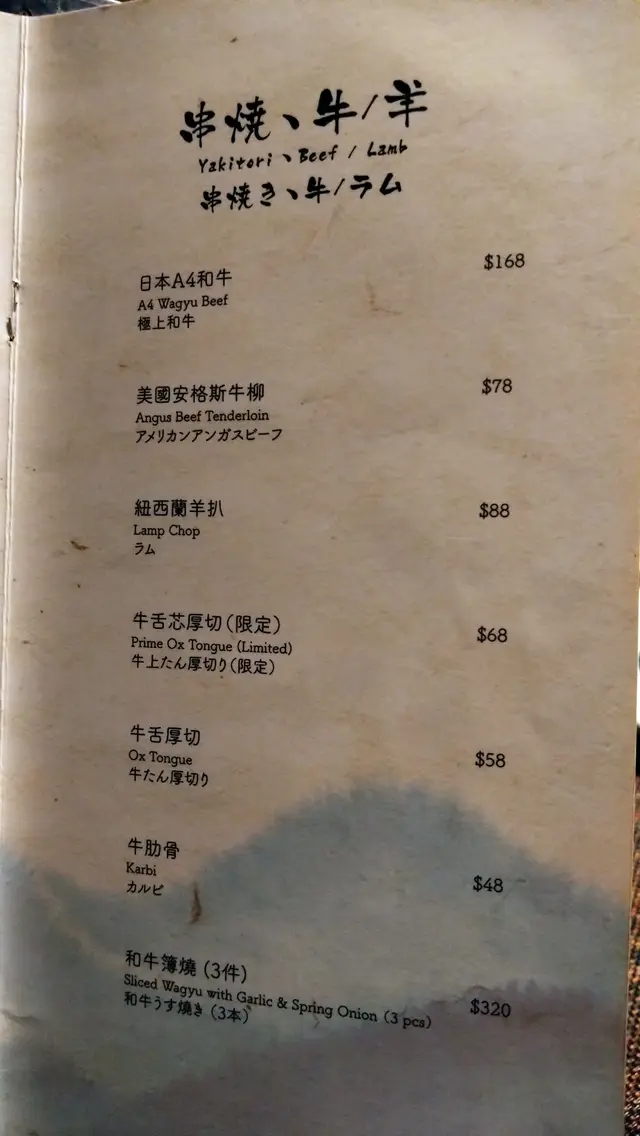 串燒、牛/羊
Yakitori、Beef / Lamb
串焼き、牛/ラム
日本A4和牛
A4 Wagyu Beef
極上和牛
$168
美國安格斯牛柳
Angus Beef Tenderloin
アメリカンアンガスビーフ
$78
紐西蘭羊扒
Lamp Chop
ラム
$88
牛舌芯厚切(限定)
Prime Ox Tongue (Limited)
牛上たん厚切り(限定)
$68
牛舌厚切
Ox Tongue
牛たん厚切り
$58
牛肋骨
Karbi
カルビ
$48
和牛簿燒 (3件)
Sliced Wagyu with Garlic & Spring Onion (3 pcs)
和牛うす燒き (3本)
$320